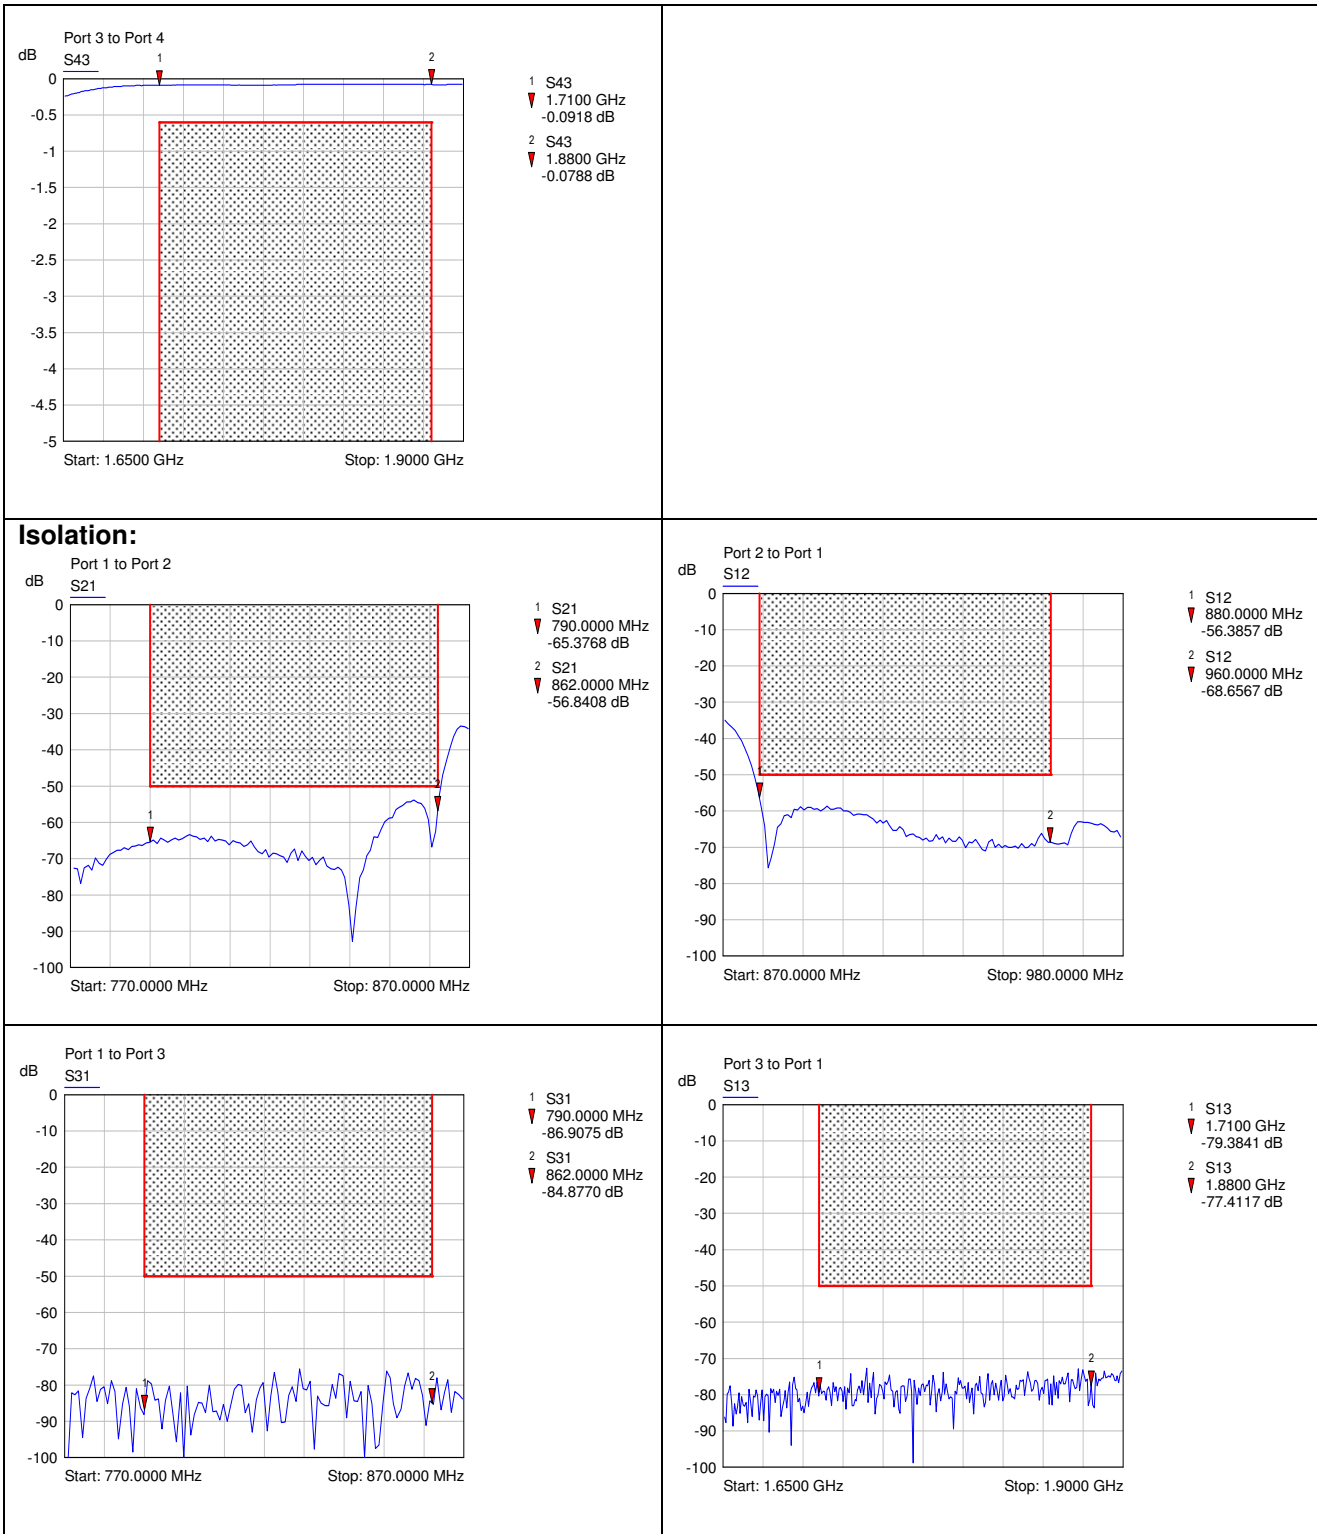 Port 3 to Port 4
dB
S43
1
2
0
-0.5
-1
-1.5
-2
-2.5
-3
-3.5
-4
-4.5
-5
Start: 1.6500 GHz
Stop: 1.9000 GHz
1 S43
1.7100 GHz
-0.0918 dB
2 S43
1.8800 GHz
-0.0788 dB
Isolation:
Port 1 to Port 2
dB
S21
0
-10
-20
-30
-40
-50
-60
-70
-80
-90
-100
1
2
Start: 770.0000 MHz
Stop: 870.0000 MHz
1 S21
790.0000 MHz
-65.3768 dB
2 S21
862.0000 MHz
-56.8408 dB
Port 2 to Port 1
dB
S12
0
-10
-20
-30
-40
-50
-60
-70
-80
-90
-100
1
2
Start: 870.0000 MHz
Stop: 980.0000 MHz
1 S12
880.0000 MHz
-56.3857 dB
2 S12
960.0000 MHz
-68.6567 dB
Port 1 to Port 3
dB
S31
0
-10
-20
-30
-40
-50
-60
-70
-80
-90
-100
1
2
Start: 770.0000 MHz
Stop: 870.0000 MHz
1 S31
790.0000 MHz
-86.9075 dB
2 S31
862.0000 MHz
-84.8770 dB
Port 3 to Port 1
dB
S13
0
-10
-20
-30
-40
-50
-60
-70
-80
-90
-100
1
2
Start: 1.6500 GHz
Stop: 1.9000 GHz
1 S13
1.7100 GHz
-79.3841 dB
2 S13
1.8800 GHz
-77.4117 dB